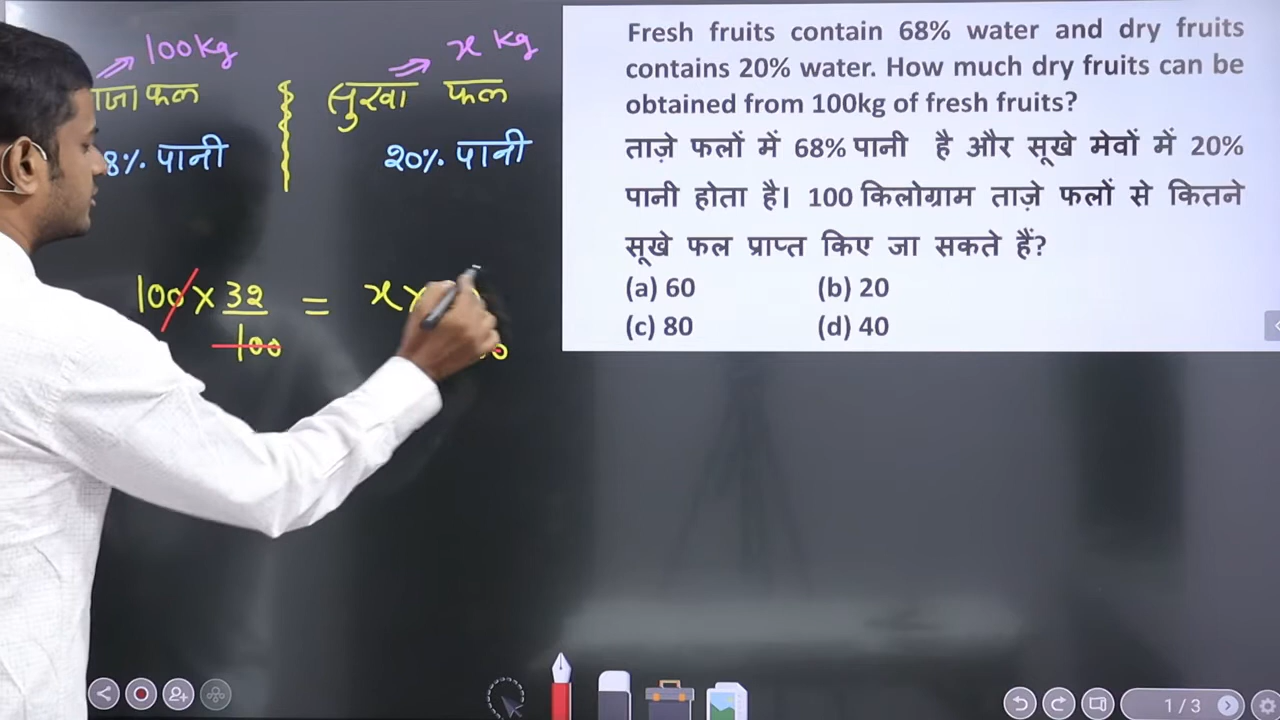 100kg
x kg
ताजा फल
सुखा फल
8% पानी
20% पानी
100 × 32 = x ×
100
Fresh fruits contain 68% water and dry fruits
contains 20% water. How much dry fruits can be
obtained from 100kg of fresh fruits?
ताज़े फलों में 68% पानी है और सूखे मेवों में 20%
पानी होता है। 100 किलोग्राम ताज़े फलों से कितने
सूखे फल प्राप्त किए जा सकते हैं?
(a) 60 (b) 20
(c) 80 (d) 40
1 / 3